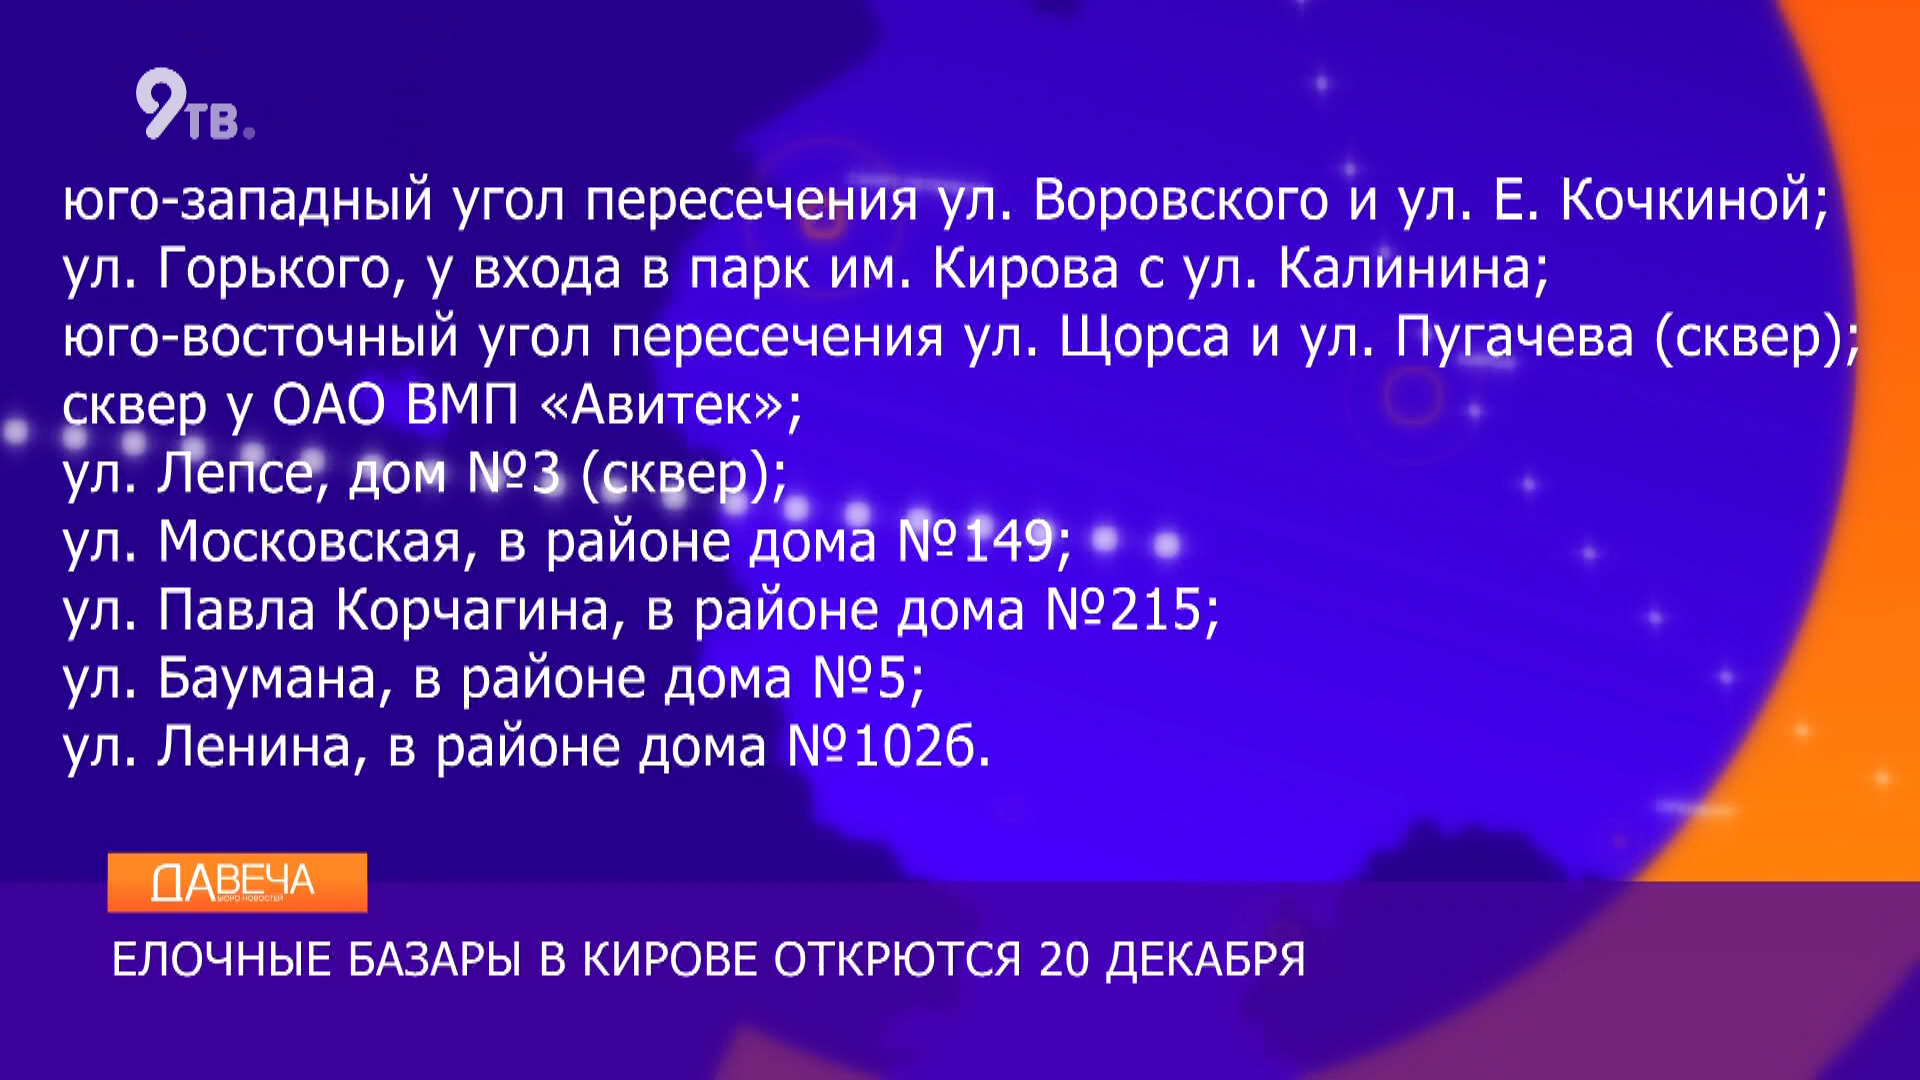 9ТВ.
юго-западный угол пересечения ул. Воровского и ул. Е. Кочкиной;
ул. Горького, у входа в парк им. Кирова с ул. Калинина;
юго-восточный угол пересечения ул. Щорса и ул. Пугачева (сквер);
сквер у ОАО ВМП «Авитек»;
ул. Лепсе, дом №3 (сквер);
ул. Московская, в районе дома №149;
ул. Павла Корчагина, в районе дома №215;
ул. Баумана, в районе дома №5;
ул. Ленина, в районе дома №102б.
ДАВЕЧА
БЮРО НОВОСТЕЙ
ЕЛОЧНЫЕ БАЗАРЫ В КИРОВЕ ОТКРЮТСЯ 20 ДЕКАБРЯ